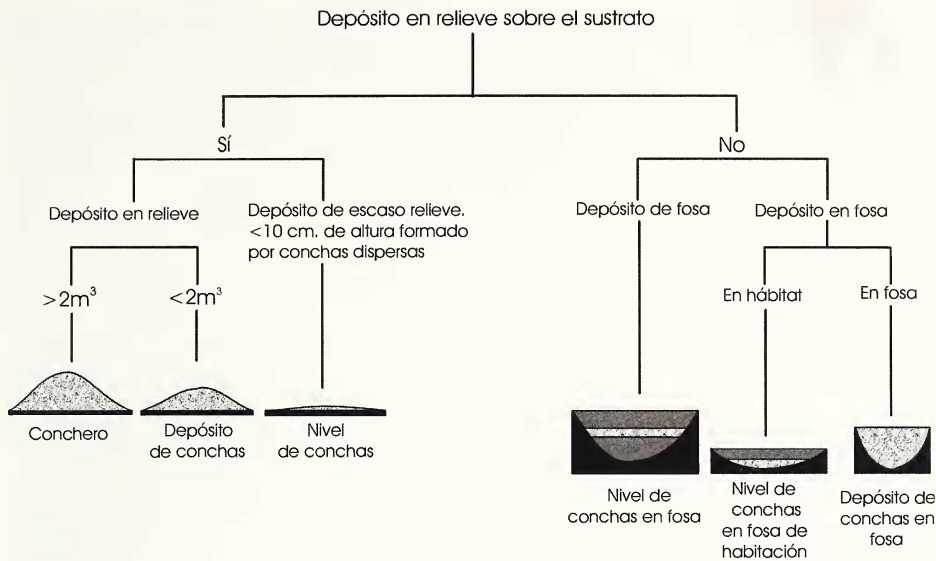 Depósito en relieve sobre el sustrato
Sí
No
Depósito en relieve
Depósito de escaso relieve.
<10 cm. de altura formado
por conchas dispersas
Depósito de fosa
Depósito en fosa
>2m³
<2m³
En hábitat
En fosa
Conchero
Depósito
de conchas
Nivel
de conchas
Nivel de
conchas en fosa
Nivel de
conchas
en fosa de
habitación
Depósito de
conchas en
fosa